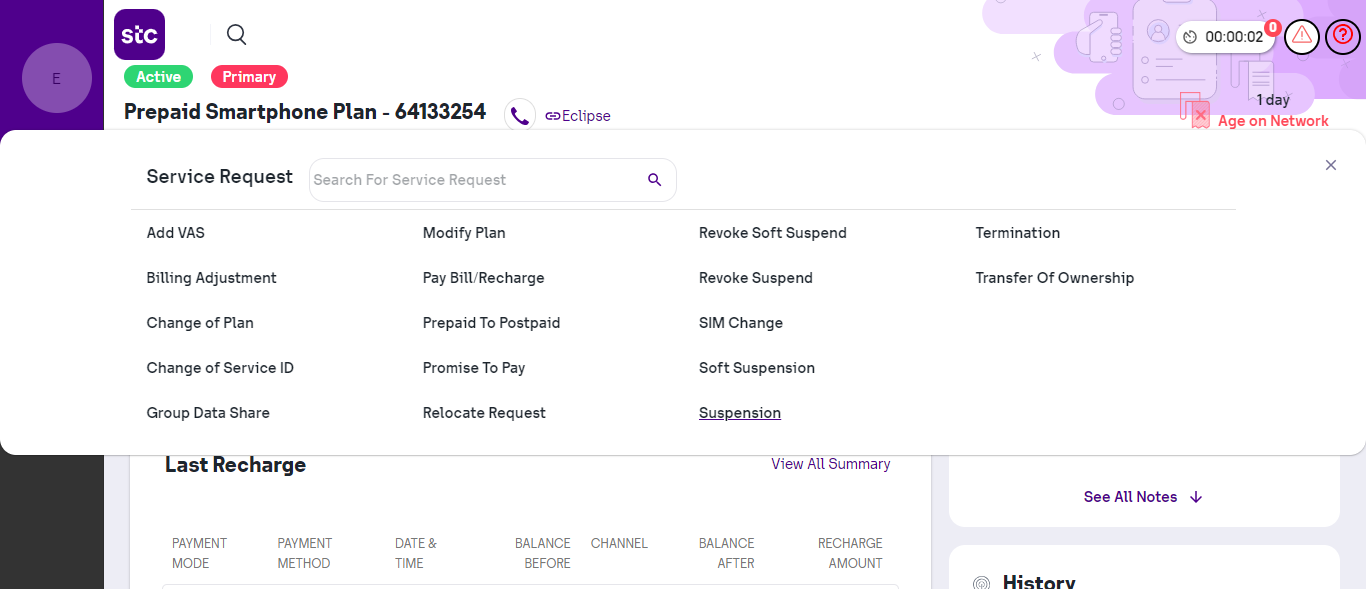 stc
E
00:00:02
0
Active
Primary
Prepaid Smartphone Plan - 64133254
Eclipse
1 day
Age on Network
Service Request
Search For Service Request
Add VAS
Billing Adjustment
Change of Plan
Change of Service ID
Group Data Share
Modify Plan
Pay Bill/Recharge
Prepaid To Postpaid
Promise To Pay
Relocate Request
Revoke Soft Suspend
Revoke Suspend
SIM Change
Soft Suspension
Suspension
Termination
Transfer Of Ownership
Last Recharge
View All Summary
PAYMENT
MODE
PAYMENT
METHOD
DATE &
TIME
BALANCE
BEFORE
CHANNEL
BALANCE
AFTER
RECHARGE
AMOUNT
See All Notes
History